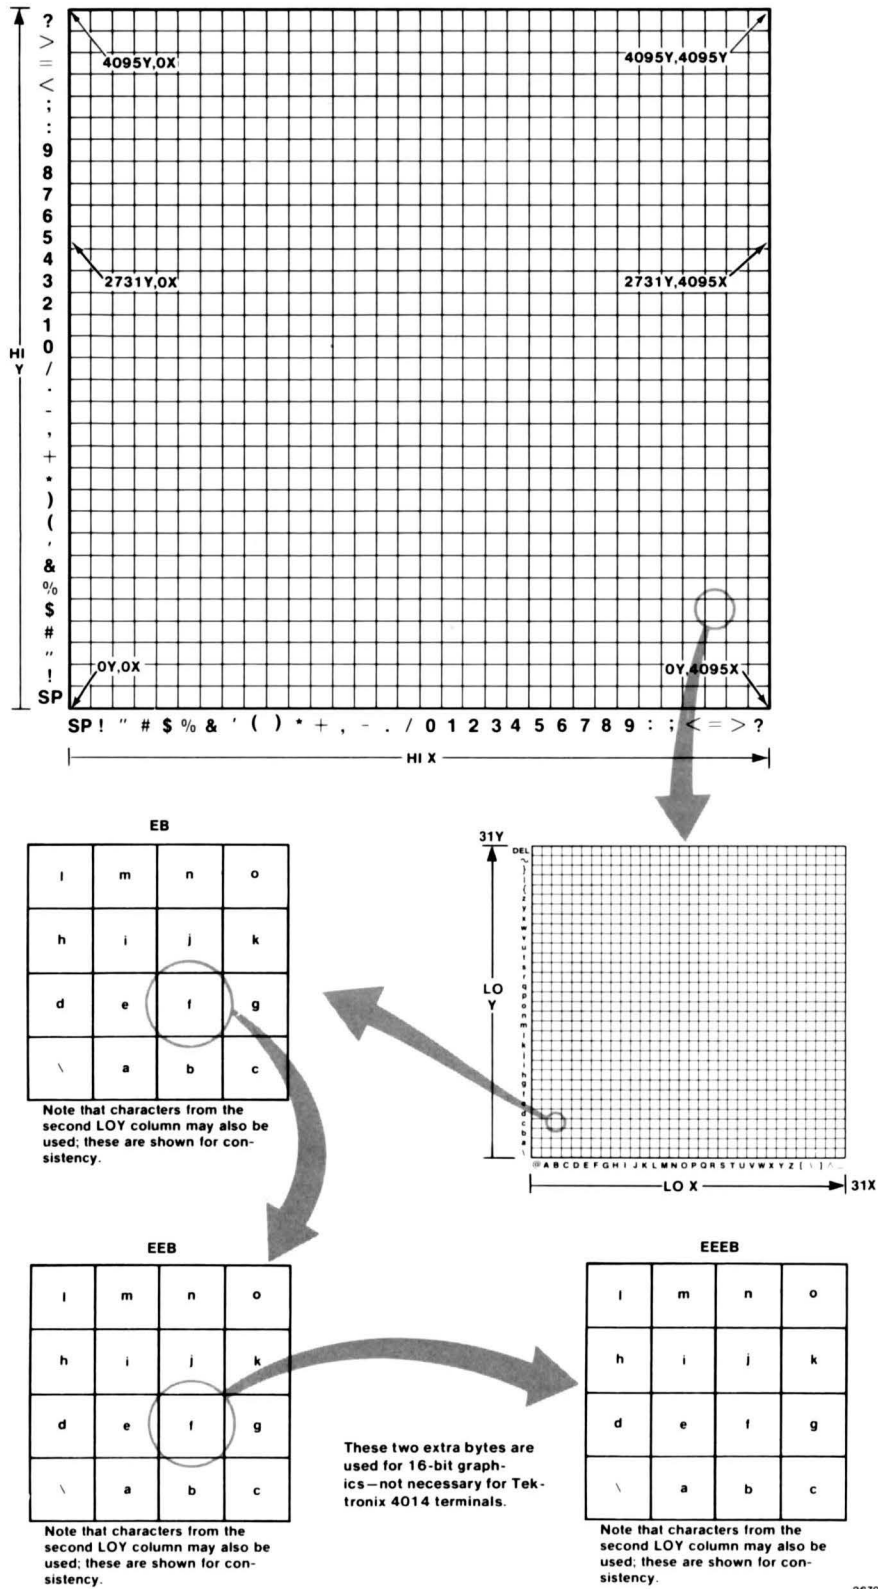 ?
>
=
<
;
:
9
8
7
6
5
4
3
2
1
0
/
.
-
,
+
*
)
(
'
&
%
$
#
"
!
SP
HI
Y
4095Y,0X
4095Y,4095Y
2731Y,0X
2731Y,4095X
0Y,0X
0Y,4095X
SP ! " # $ % & ' ( ) * + , - . / 0 1 2 3 4 5 6 7 8 9 : ; < = > ?
HI X
EB
l m n o
h i j k
d e f g
\ a b c
Note that characters from the
second LOY column may also be
used; these are shown for con-
sistency.
31Y
DEL
~
}
|
{
z
y
x
w
v
u
t
s
r
q
p
o
n
m
l
k
j
i
h
g
f
e
d
c
b
a
\
LO
Y
@ A B C D E F G H I J K L M N O P Q R S T U V W X Y Z [ \ ] ^ _
LO X
31X
EEB
l m n o
h i j k
d e f g
\ a b c
Note that characters from the
second LOY column may also be
used; these are shown for con-
sistency.
These two extra bytes are
used for 16-bit graph-
ics—not necessary for Tek-
tronix 4014 terminals.
EEEB
l m n o
h i j k
d e f g
\ a b c
Note that characters from the
second LOY column may also be
used; these are shown for con-
sistency.